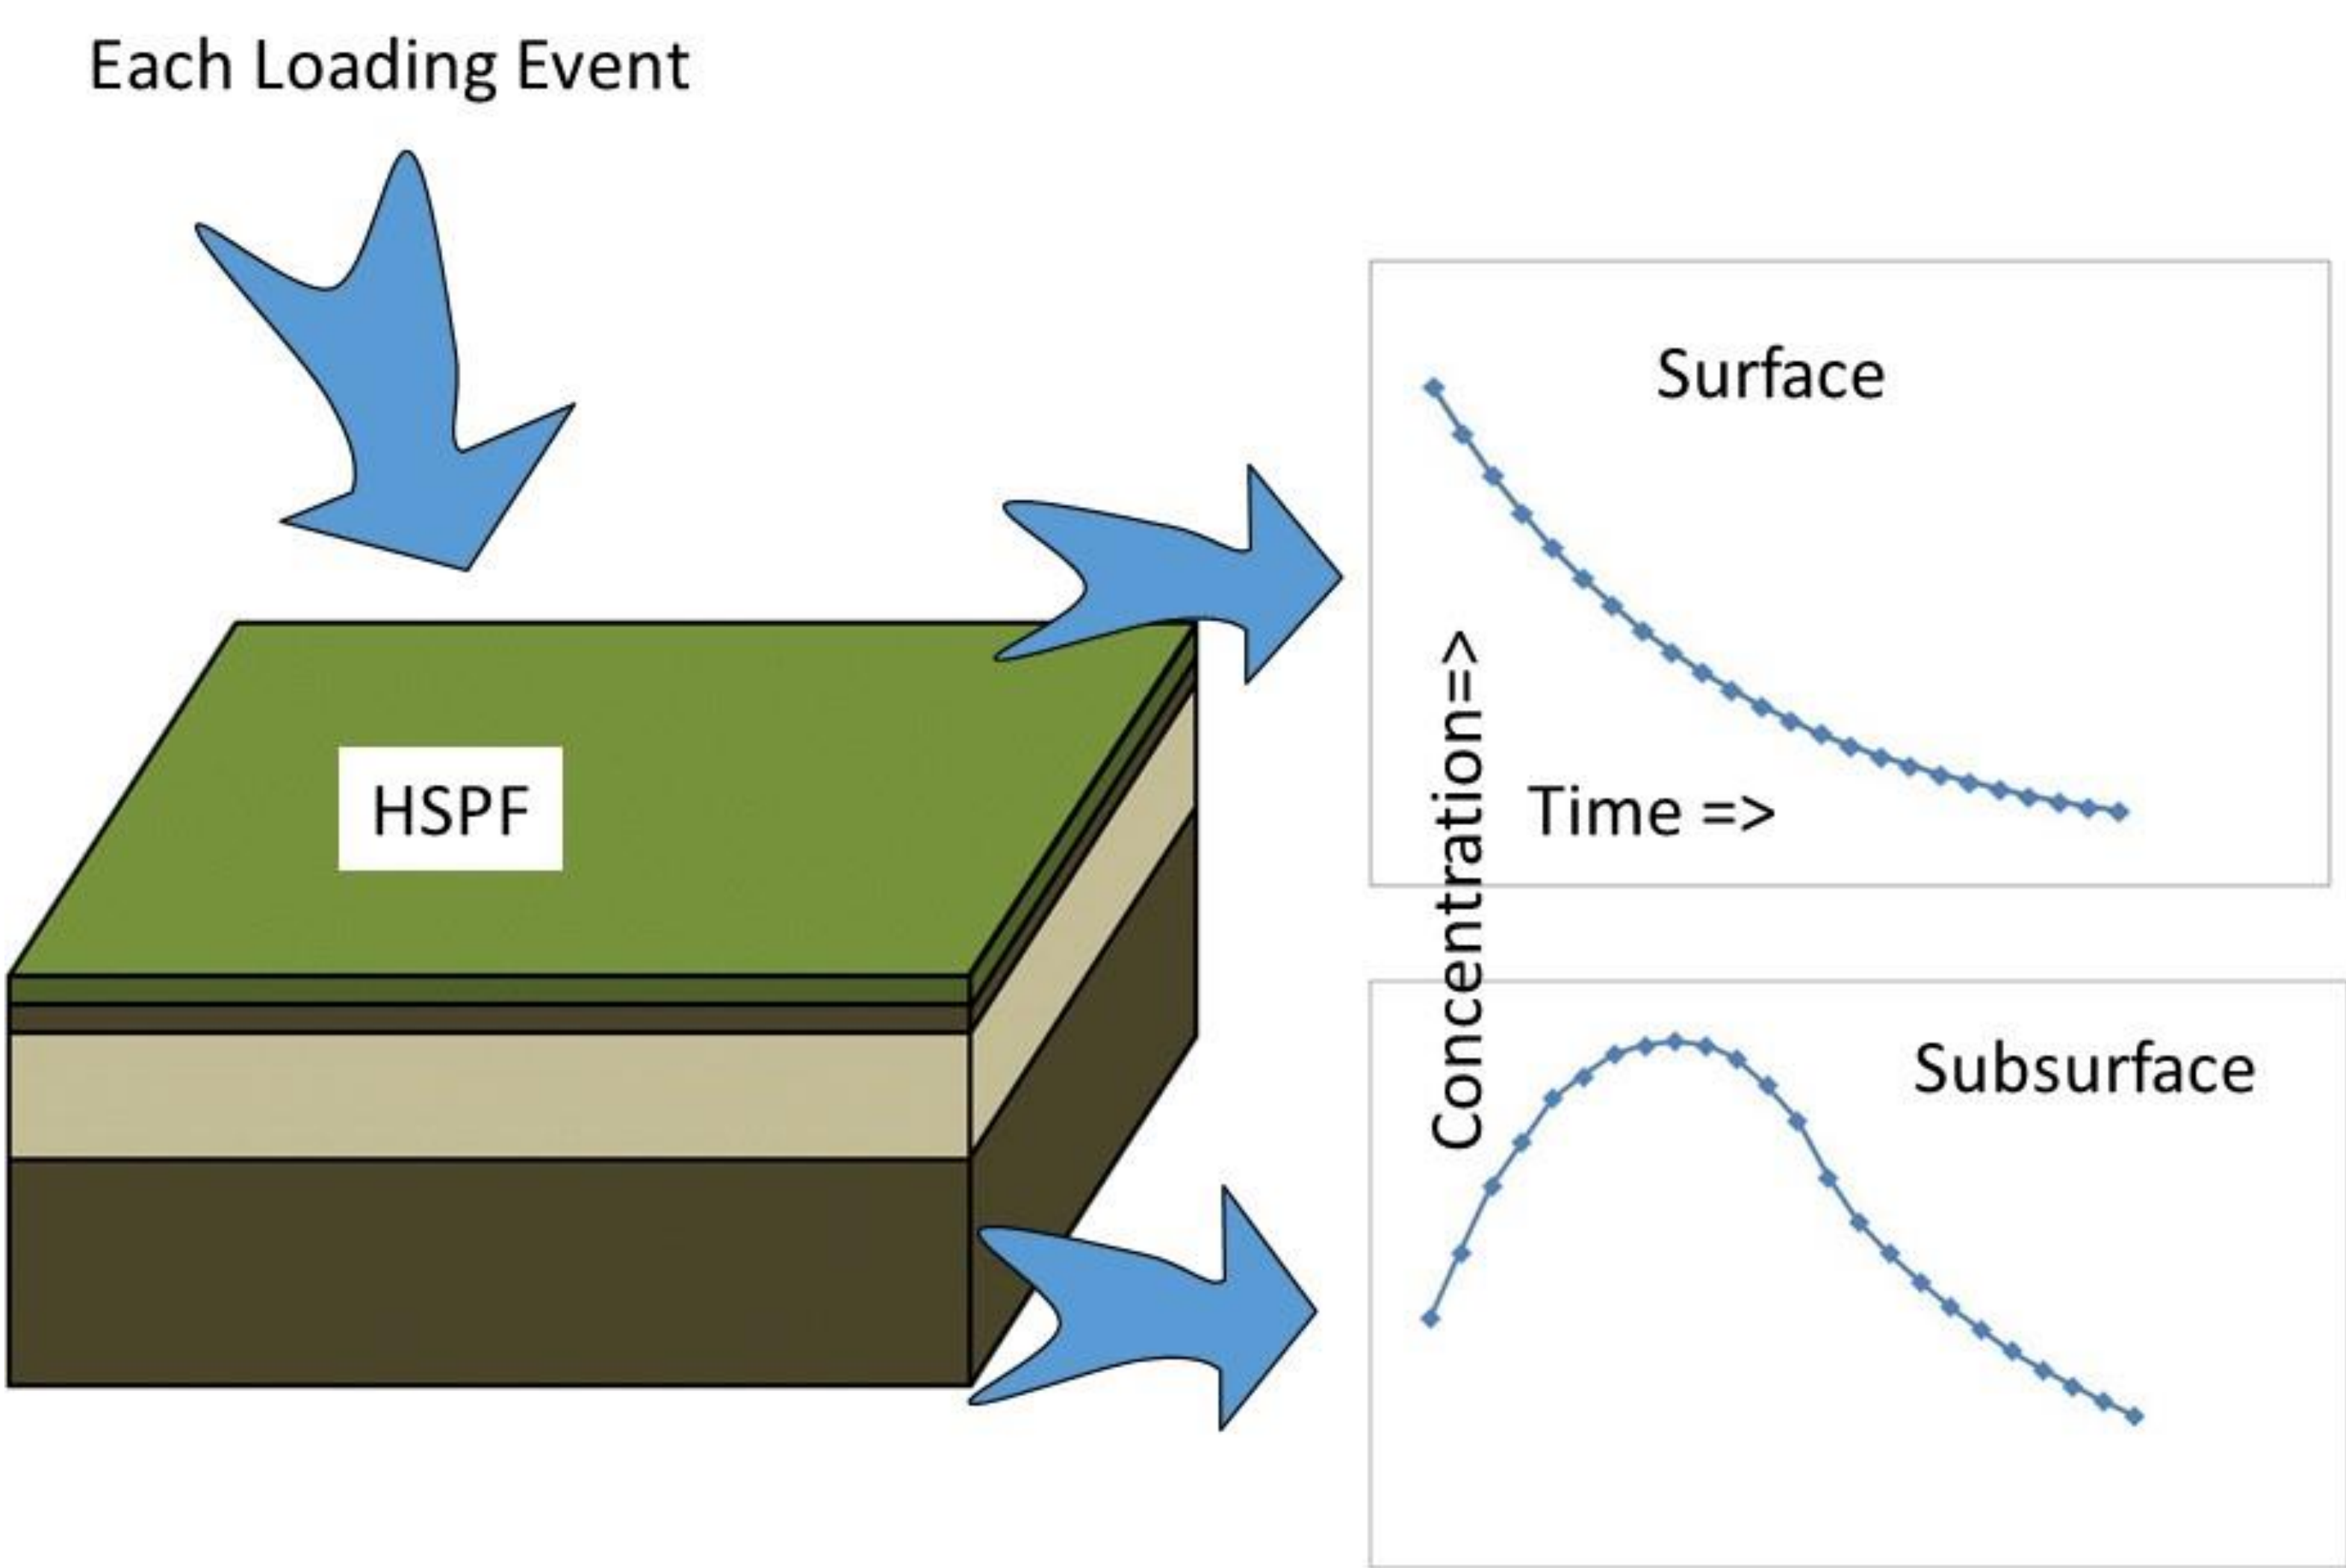 Each Loading Event
HSPF
Surface
Concentration=>
Time =>
Subsurface